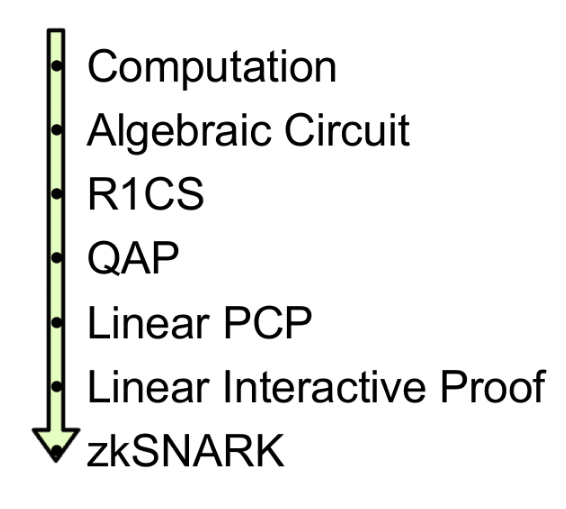 Computation
Algebraic Circuit
R1CS
QAP
Linear PCP
Linear Interactive Proof
zkSNARK